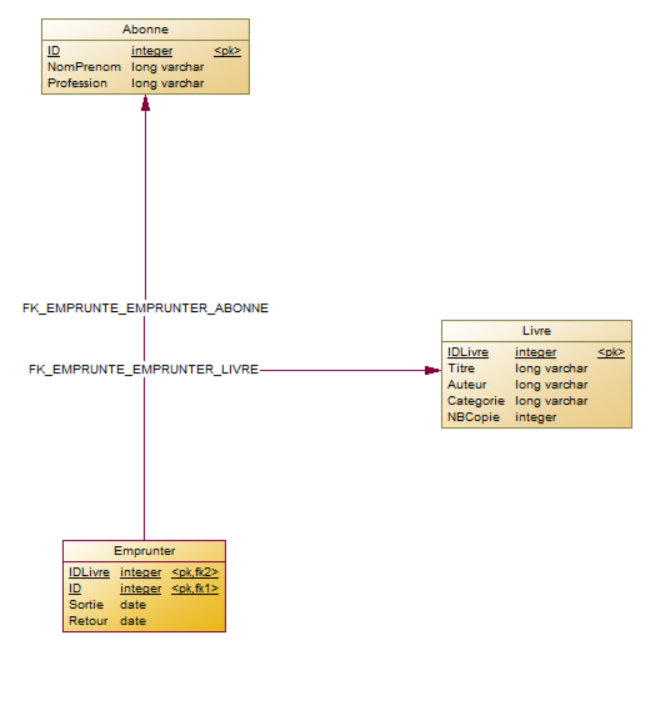 Abonne
ID integer <pk>
NomPrenom long varchar
Profession long varchar
FK_EMPRUNTE_EMPRUNTER_ABONNE
Livre
IDLivre integer <pk>
Titre long varchar
Auteur long varchar
Categorie long varchar
NBCopie integer
FK_EMPRUNTE_EMPRUNTER_LIVRE
Emprunter
IDLivre integer <pk,fk2>
ID integer <pk,fk1>
Sortie date
Retour date